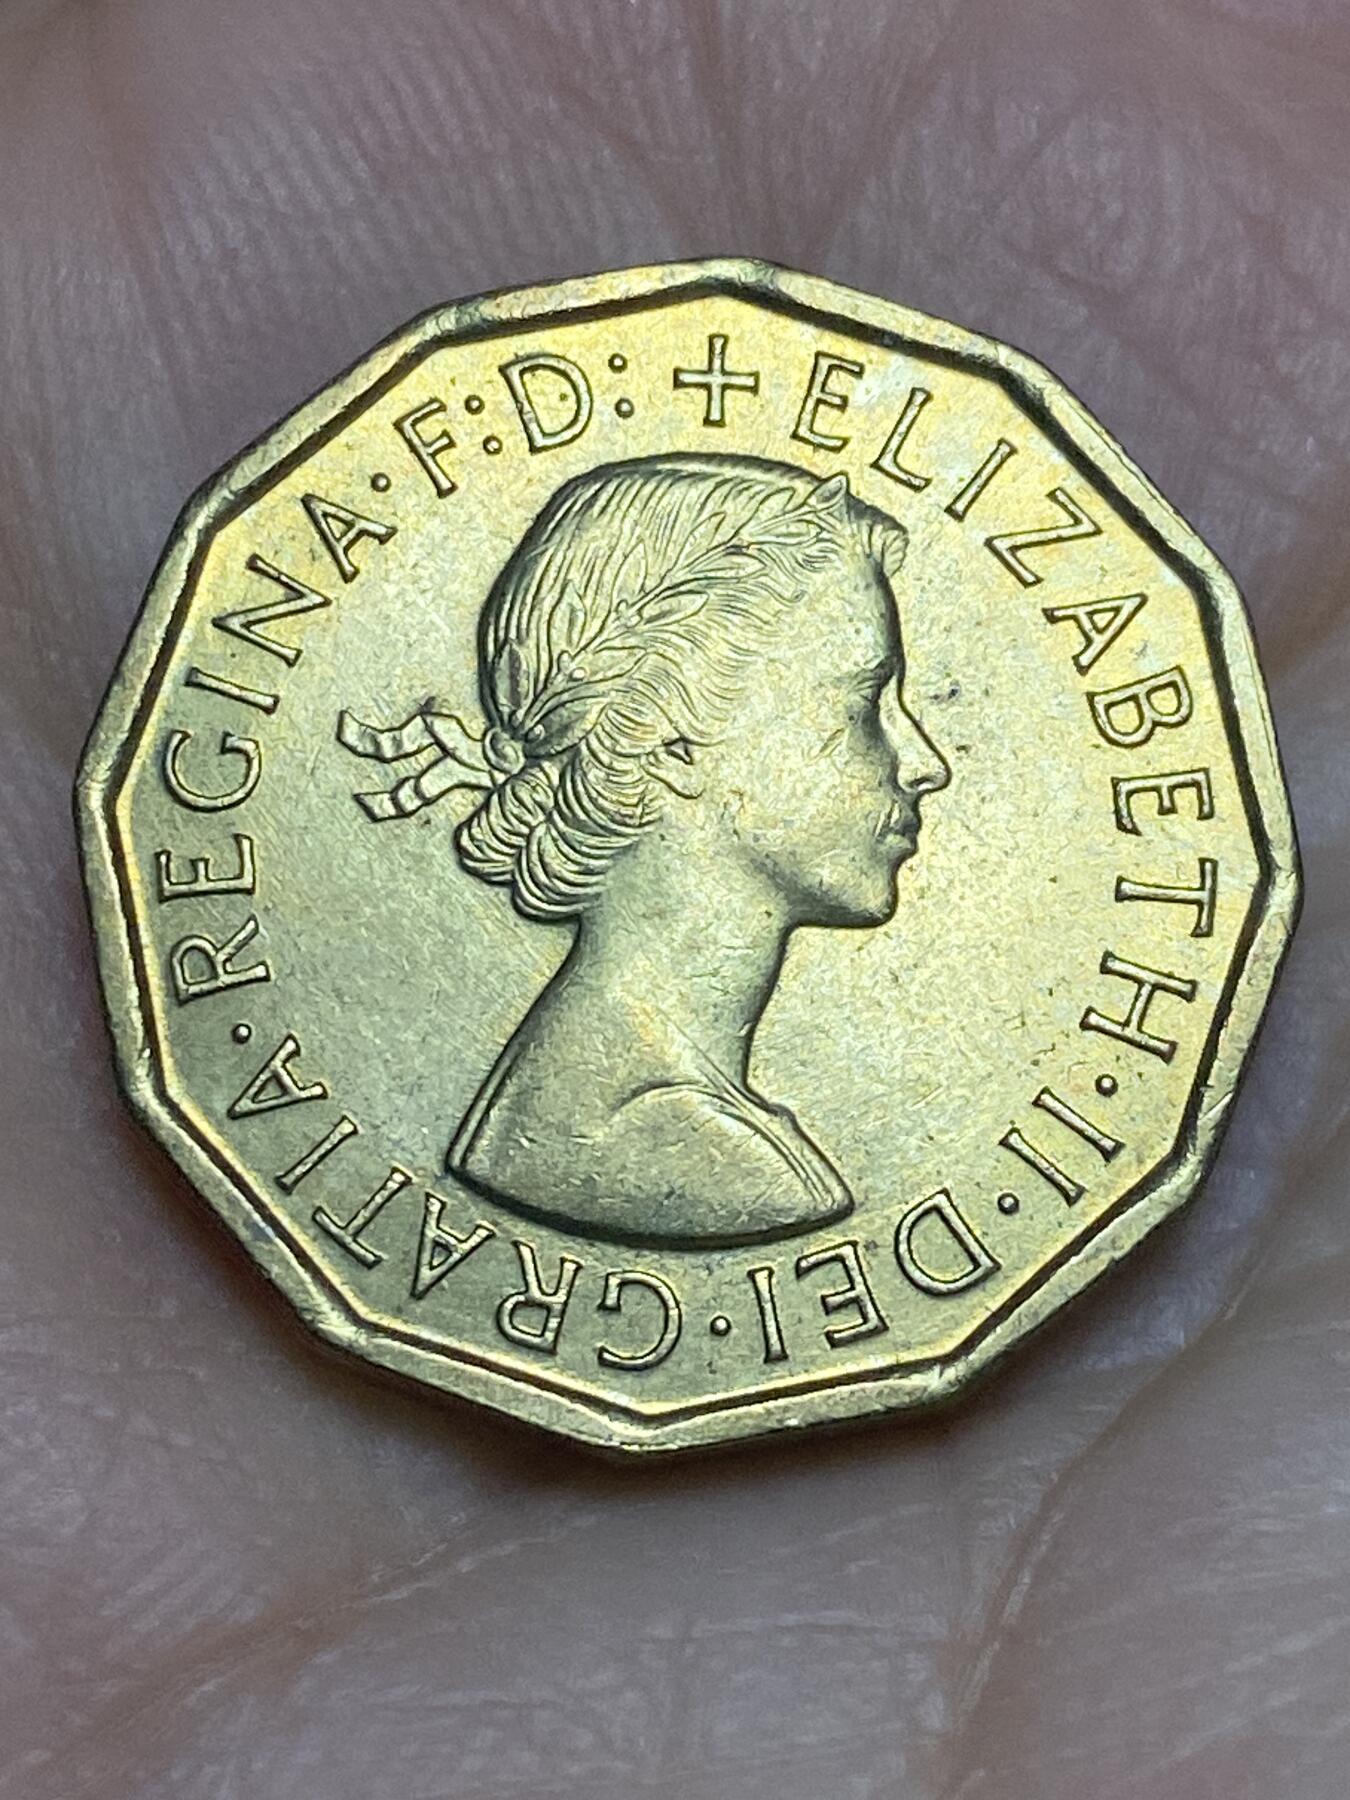 + ELIZABETH · II · DEI · GRATIA · REGINA · F: D: